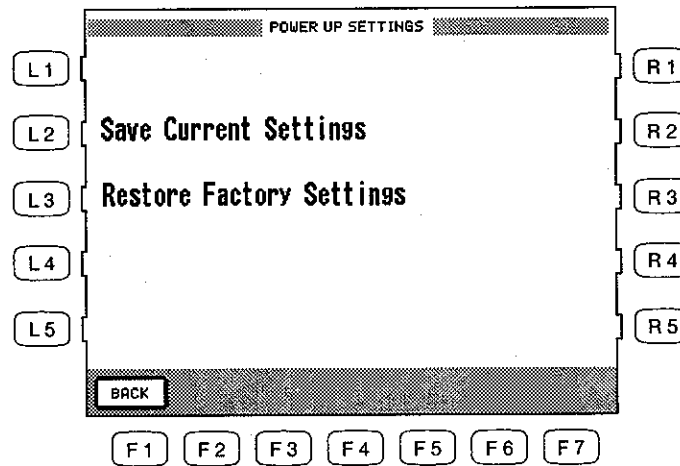 POWER UP SETTINGS
L1 R1
L2 Save Current Settings R2
L3 Restore Factory Settings R3
L4 R4
L5 R5
BACK
F1 F2 F3 F4 F5 F6 F7